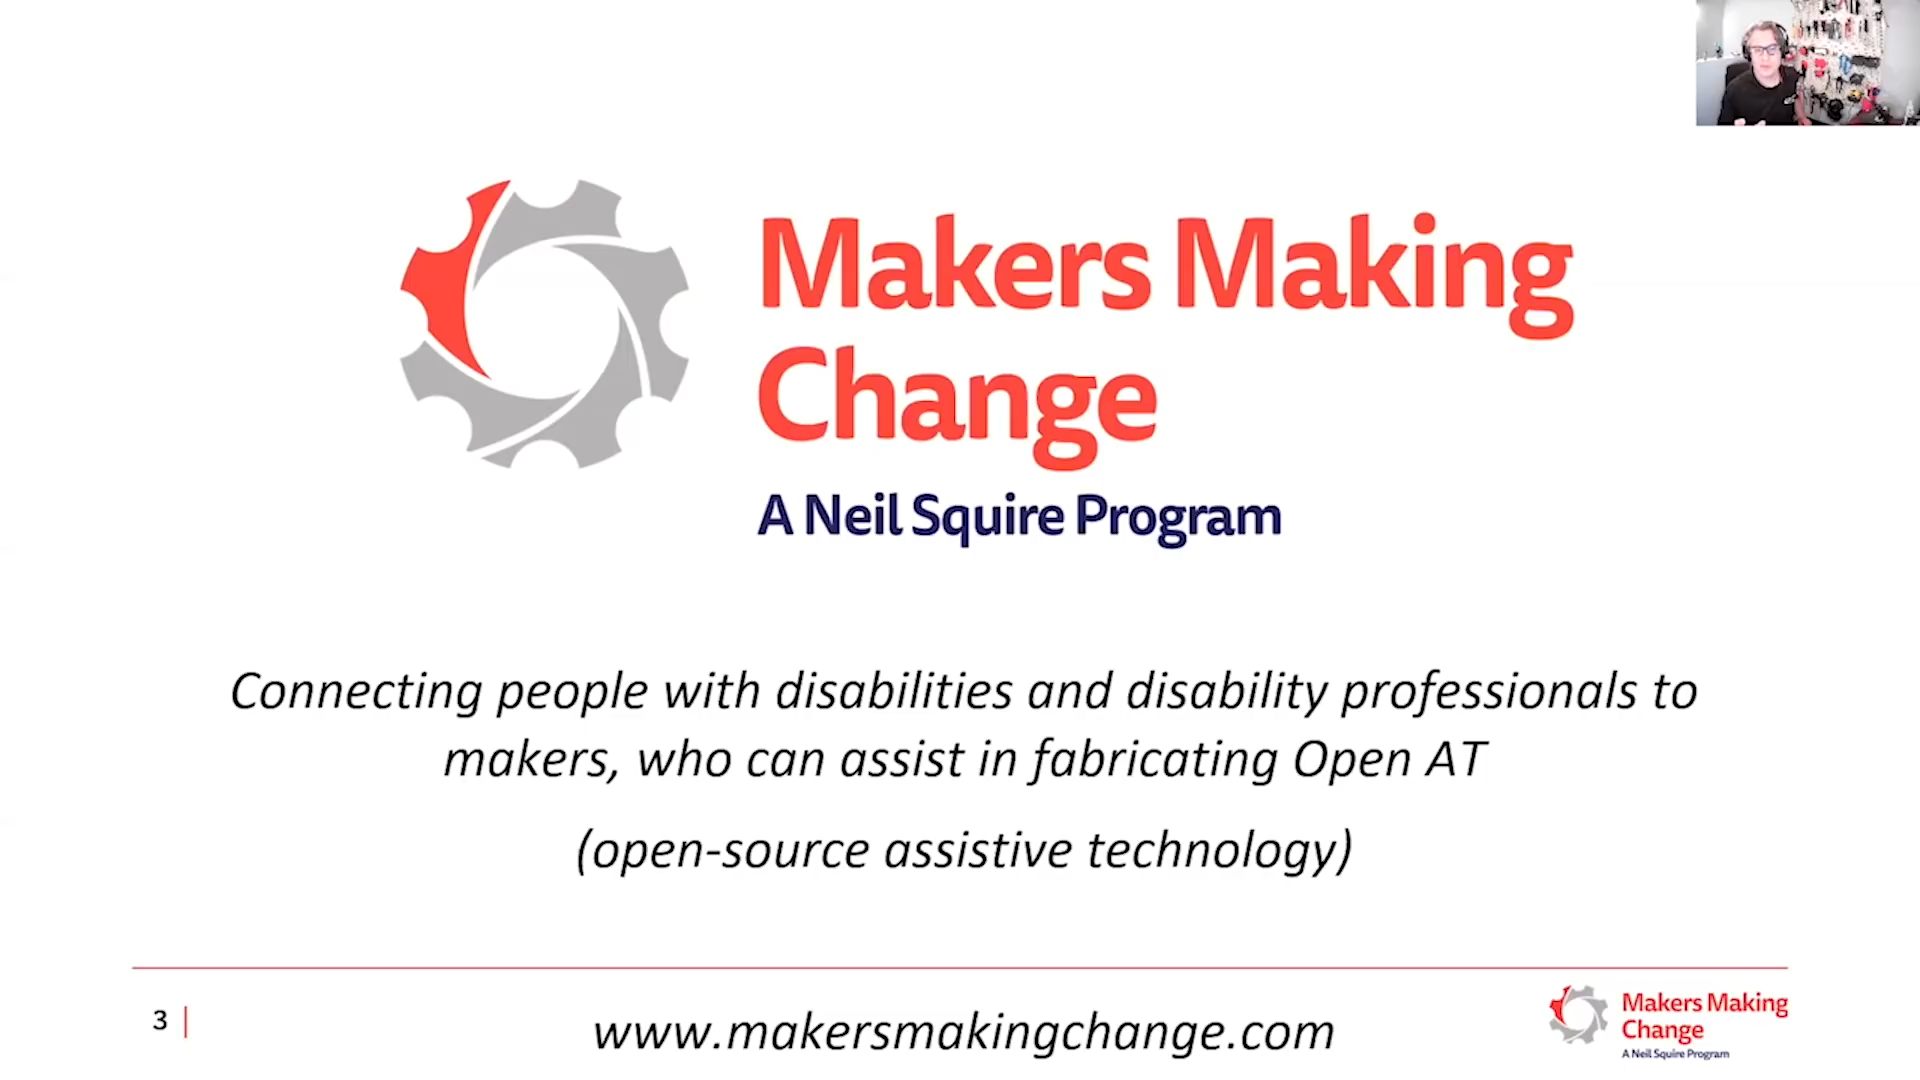 Makers Making
Change
A Neil Squire Program
Connecting people with disabilities and disability professionals to
makers, who can assist in fabricating Open AT
(open-source assistive technology)
3
www.makersmakingchange.com
Makers Making
Change
A Neil Squire Program